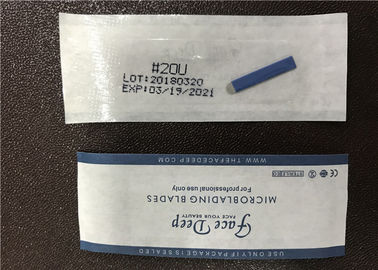 #20U
LOT:20180320
EXP:03/19/2021
USE ONLY IF PACKAGE IS SEALED
Face Deep
FACE YOUR BEAUTY
MICROBLADING BLADES
For professional use only
WWW.THEFACEDEEP.COM
STERILE